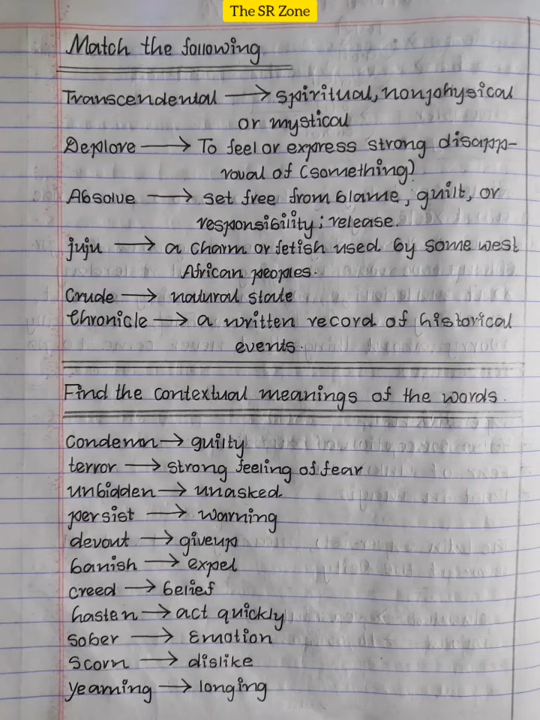 The SR Zone
Match the following
Transcendental → spiritual, nonphysical
or mystical
Deplore → To feel or express strong disapp-
roval of (something)
Absolve → set free from blame, guilt, or
responsibility; release.
juju → a charm or fetish used by some west
African peoples.
Crude → natural state
Chronicle → a written record of historical
events.
Find the contextual meanings of the words.
Condemn → guilty
terror → strong feeling of fear
unbidden → unasked
persist → warning
devout → giveup
banish → expel
creed → belief
hasten → act quickly
sober → Emotion
Scorn → dislike
yearning → longing